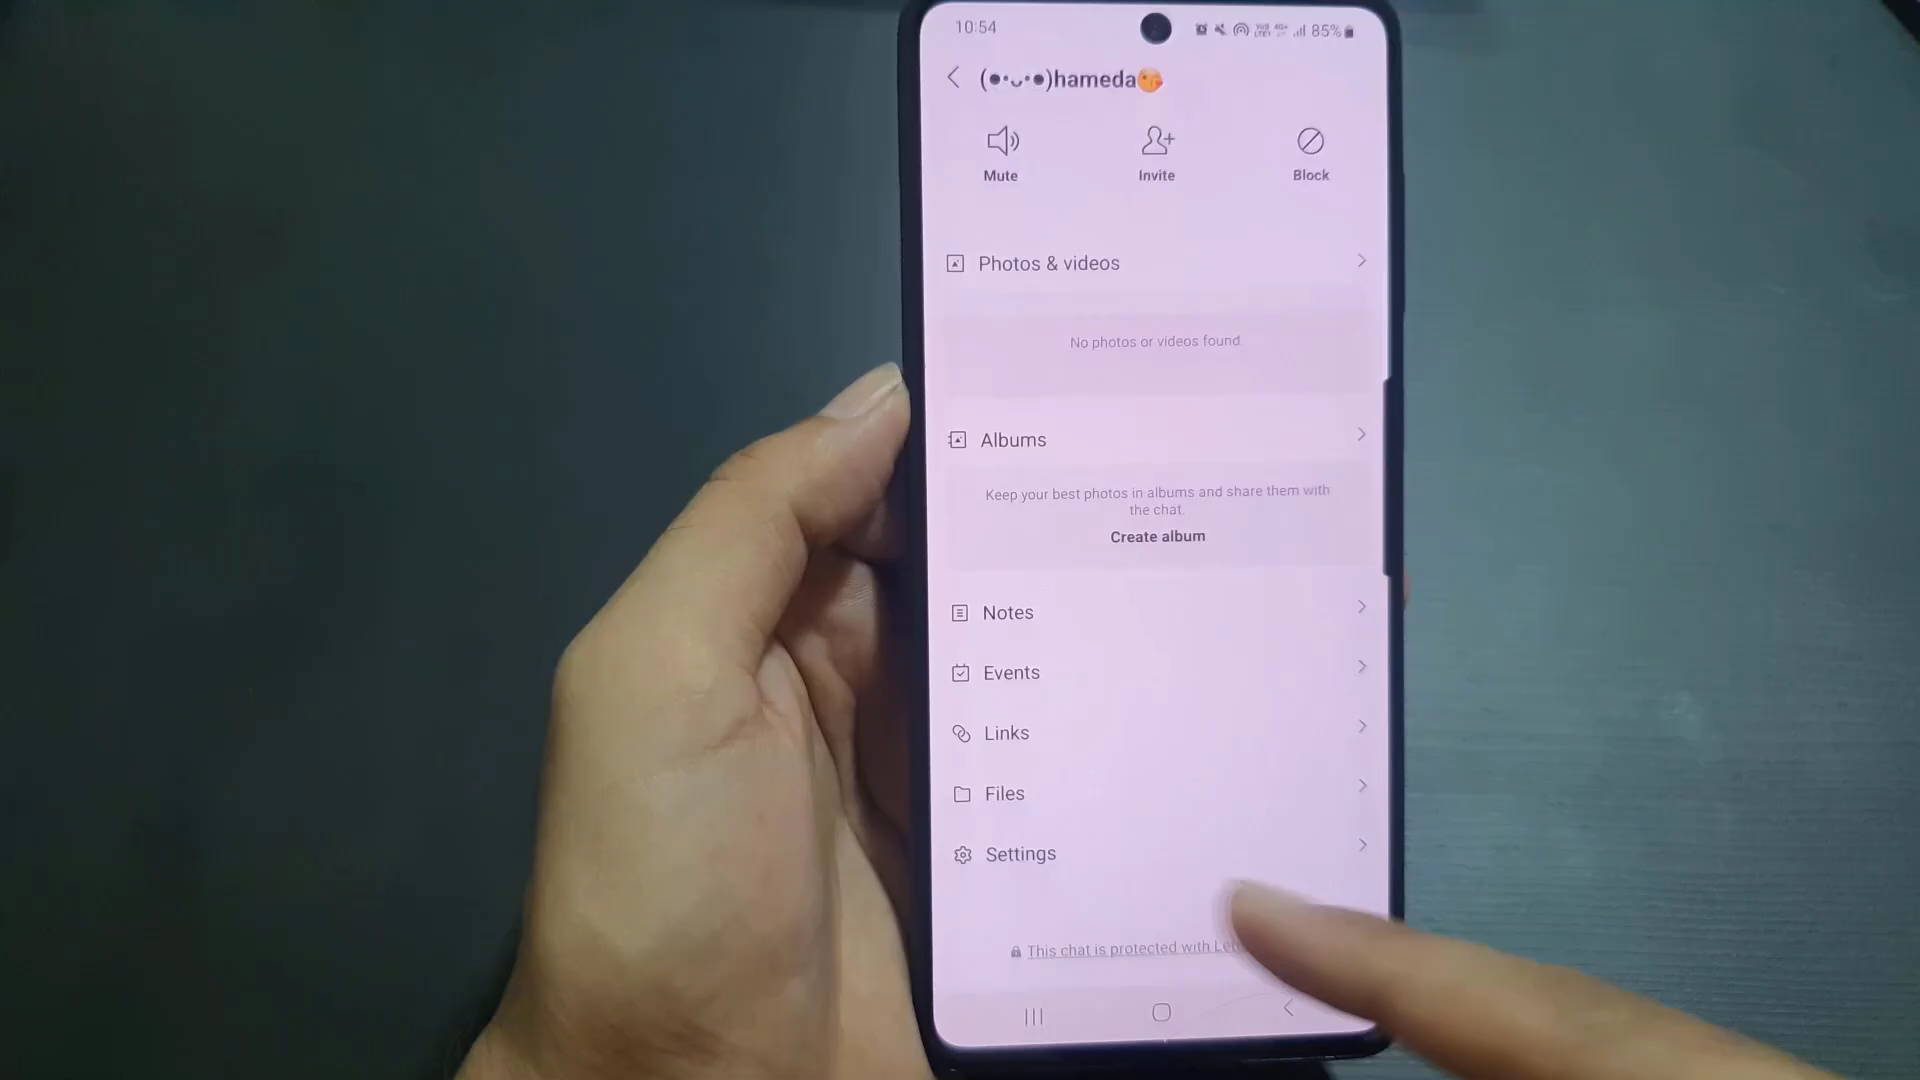 10:54
85%
(●'◡'●)hameda😘
Mute
Invite
Block
Photos & videos
No photos or videos found.
Albums
Keep your best photos in albums and share them with
the chat.
Create album
Notes
Events
Links
Files
Settings
This chat is protected with